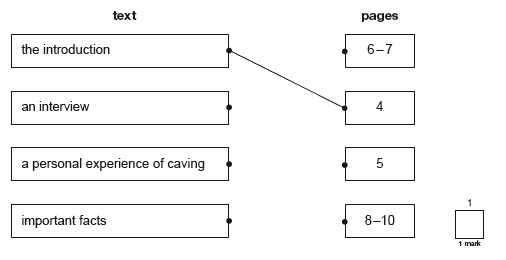 text pages
the introduction 6–7
an interview 4
a personal experience of caving 5
important facts 8–10
1
1 mark